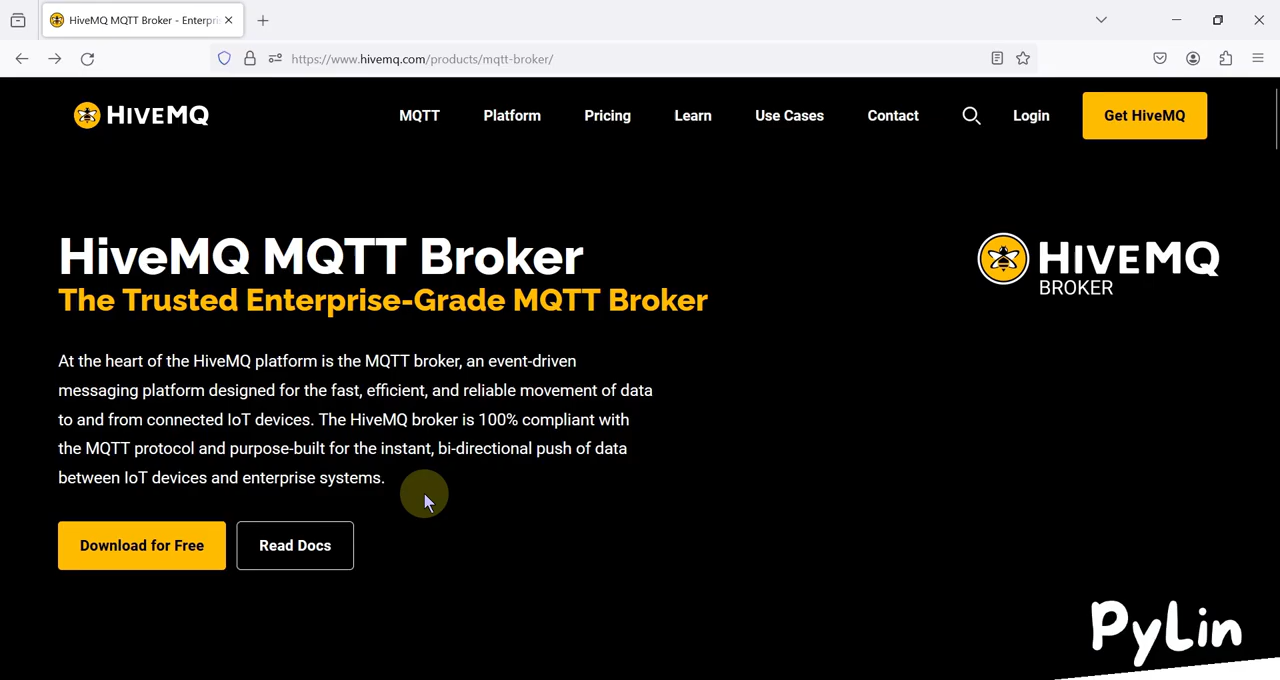 HiveMQ MQTT Broker - Enterpri
https://www.hivemq.com/products/mqtt-broker/
HIVEMQ
MQTT Platform Pricing Learn Use Cases Contact Login Get HiveMQ
HiveMQ MQTT Broker
The Trusted Enterprise-Grade MQTT Broker
HIVEMQ
BROKER
At the heart of the HiveMQ platform is the MQTT broker, an event-driven
messaging platform designed for the fast, efficient, and reliable movement of data
to and from connected IoT devices. The HiveMQ broker is 100% compliant with
the MQTT protocol and purpose-built for the instant, bi-directional push of data
between IoT devices and enterprise systems.
Download for Free Read Docs
PyLin